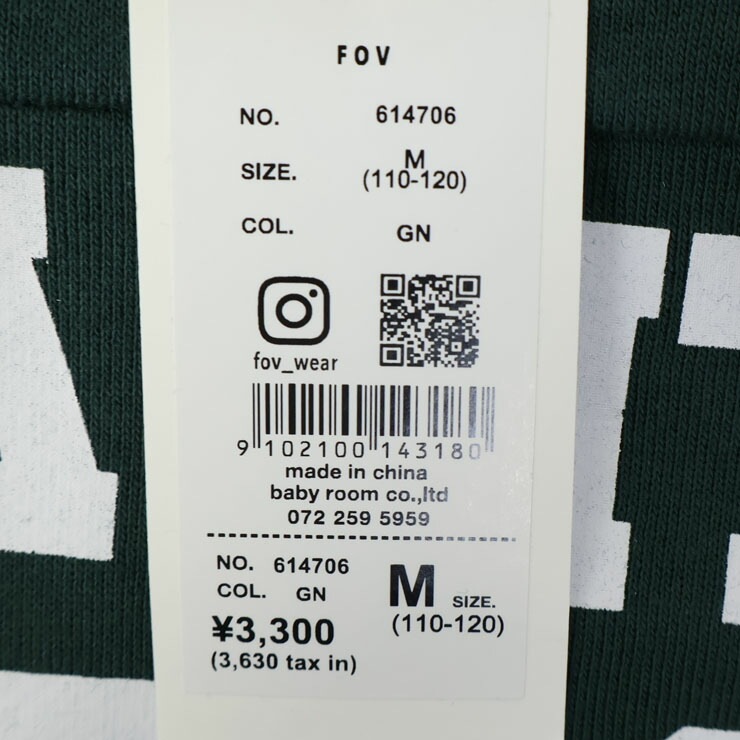 FOV
NO. 614706
SIZE. M
(110-120)
COL. GN
fov_wear
9 102100 143180
made in china
baby room co.,ltd
072 259 5959
NO. 614706
COL. GN
M SIZE.
(110-120)
¥3,300
(3,630 tax in)